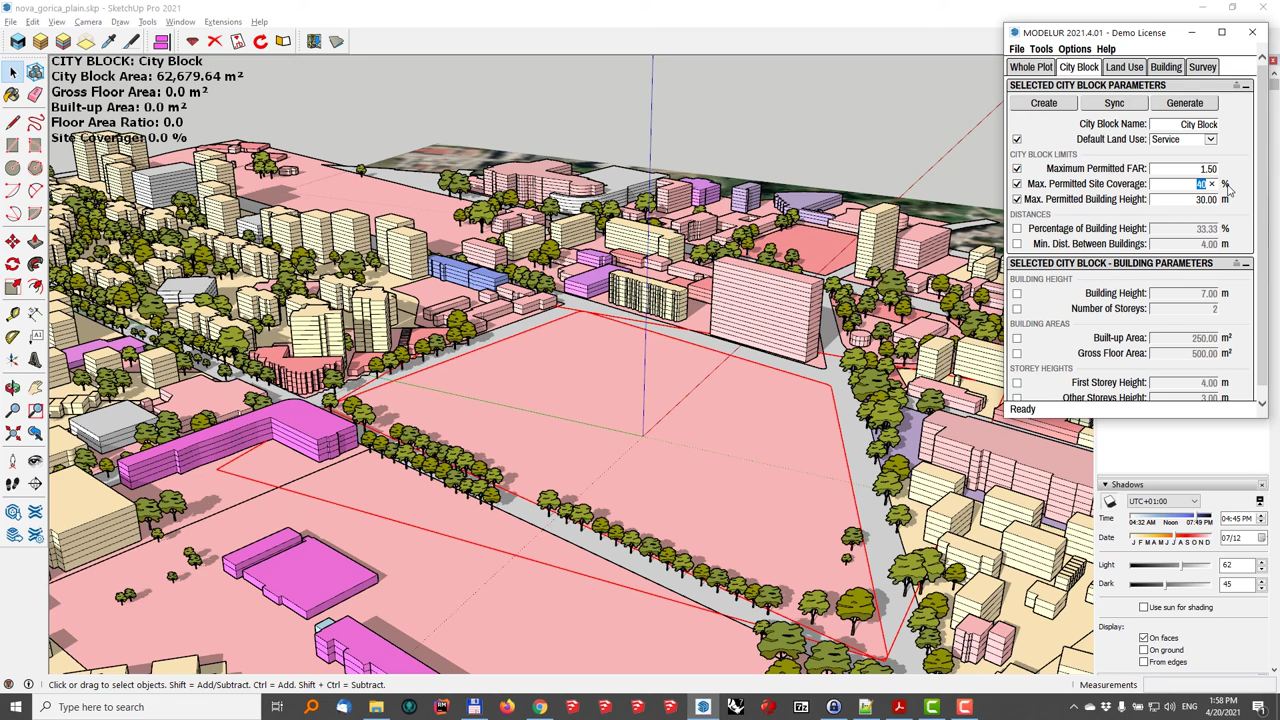 nova_gorica_plain.skp - SketchUp Pro 2021
File Edit View Camera Draw Tools Window Extensions Help
CITY BLOCK: City Block
City Block Area: 62,679.64 m²
Gross Floor Area: 0.0 m²
Built-up Area: 0.0 m²
Floor Area Ratio: 0.0
Site Coverage: 0.0 %
MODELUR 2021.4.01 - Demo License
File Tools Options Help
Whole Plot City Block Land Use Building Survey
SELECTED CITY BLOCK PARAMETERS
Create Sync Generate
City Block Name: City Block
Default Land Use: Service
CITY BLOCK LIMITS
Maximum Permitted FAR: 1.50
Max. Permitted Site Coverage: 40 %
Max. Permitted Building Height: 30.00 m
DISTANCES
Percentage of Building Height: 33.33 %
Min. Dist. Between Buildings: 4.00 m
SELECTED CITY BLOCK - BUILDING PARAMETERS
BUILDING HEIGHT
Building Height: 7.00 m
Number of Storeys: 2
BUILDING AREAS
Built-up Area: 250.00 m²
Gross Floor Area: 500.00 m²
STOREY HEIGHTS
First Storey Height: 4.00 m
Other Storeys Height: 3.00 m
Ready
Shadows
UTC+01:00
Time 04:32 AM Noon 07:49 PM 04:45 PM
Date J F M A M J J A S O N D 07/12
Light 62
Dark 45
Use sun for shading
Display:
On faces
On ground
From edges
Click or drag to select objects. Shift = Add/Subtract. Ctrl = Add. Shift + Ctrl = Subtract.
Measurements
Type here to search
ENG
1:58 PM
4/20/2021